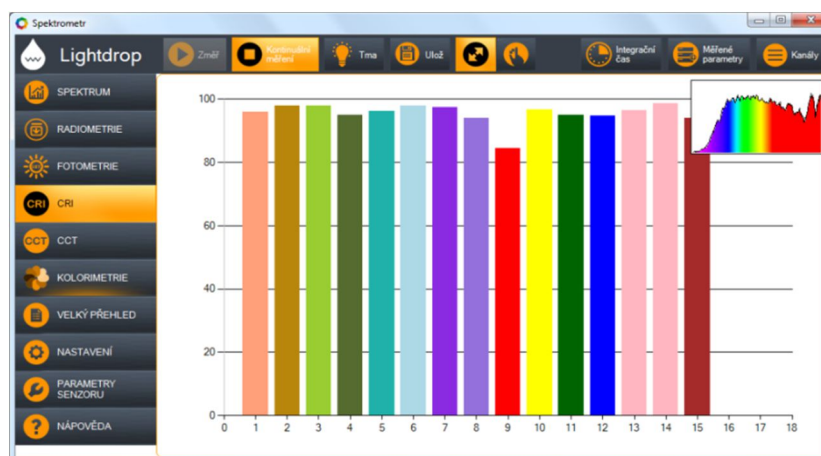 Spektrometr
Lightdrop
Změř
Kontinuální
měření
Tma
Ulož
Integrační
čas
Měřené
parametry
Kanály
SPEKTRUM
RADIOMETRIE
FOTOMETRIE
CRI CRI
CCT CCT
KOLORIMETRIE
VELKÝ PŘEHLED
NASTAVENÍ
PARAMETRY
SENZORU
? NÁPOVĚDA
100
80
60
40
20
0
0 1 2 3 4 5 6 7 8 9 10 11 12 13 14 15 16 17 18